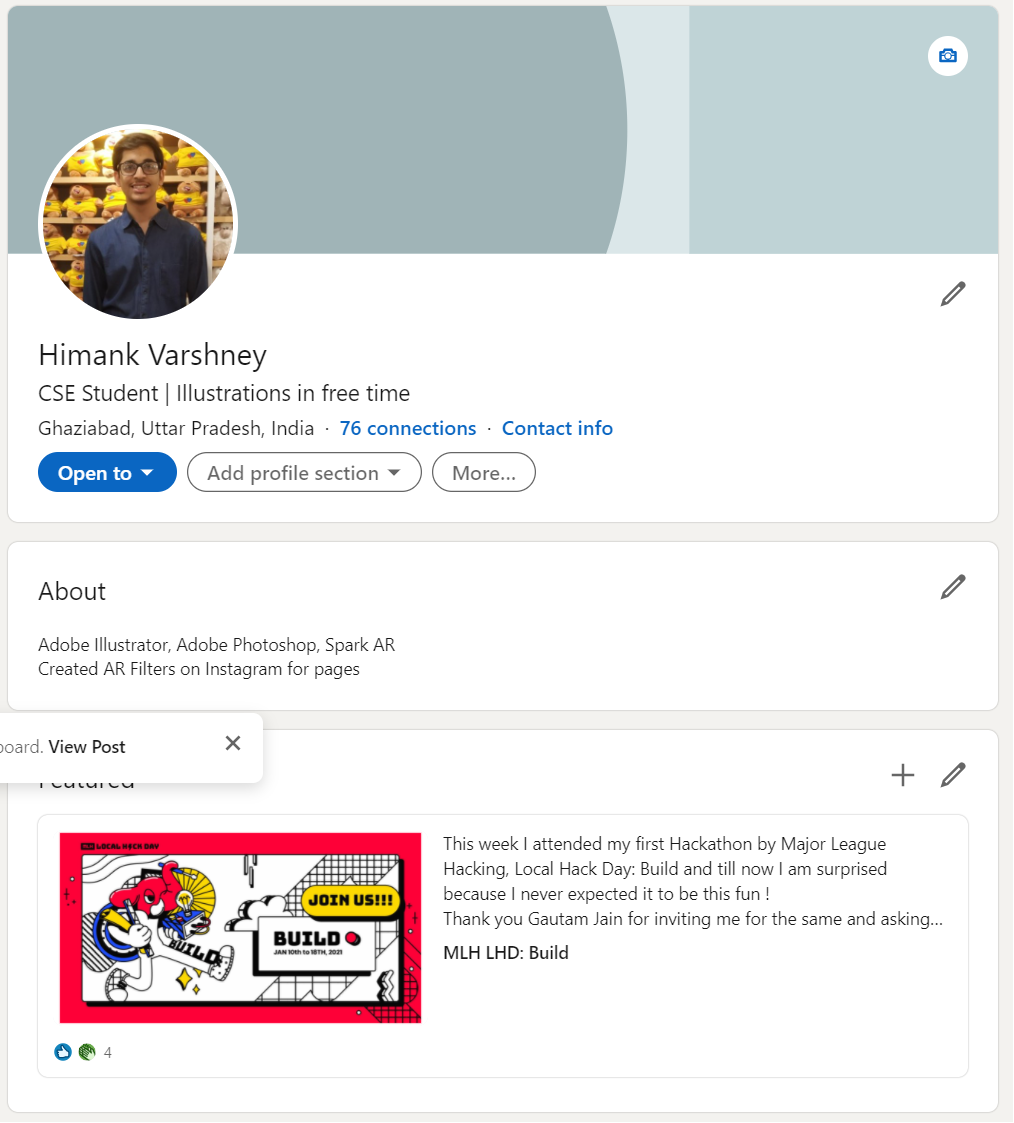 Himank Varshney
CSE Student | Illustrations in free time
Ghaziabad, Uttar Pradesh, India · 76 connections · Contact info
Open to
Add profile section
More...
About
Adobe Illustrator, Adobe Photoshop, Spark AR
Created AR Filters on Instagram for pages
View Post
Featured
MLH LOCAL HACK DAY
JOIN US!!!
BUILD
JAN 10th to 18TH, 2021
BUILD
This week I attended my first Hackathon by Major League
Hacking, Local Hack Day: Build and till now I am surprised
because I never expected it to be this fun !
Thank you Gautam Jain for inviting me for the same and asking...
MLH LHD: Build
4